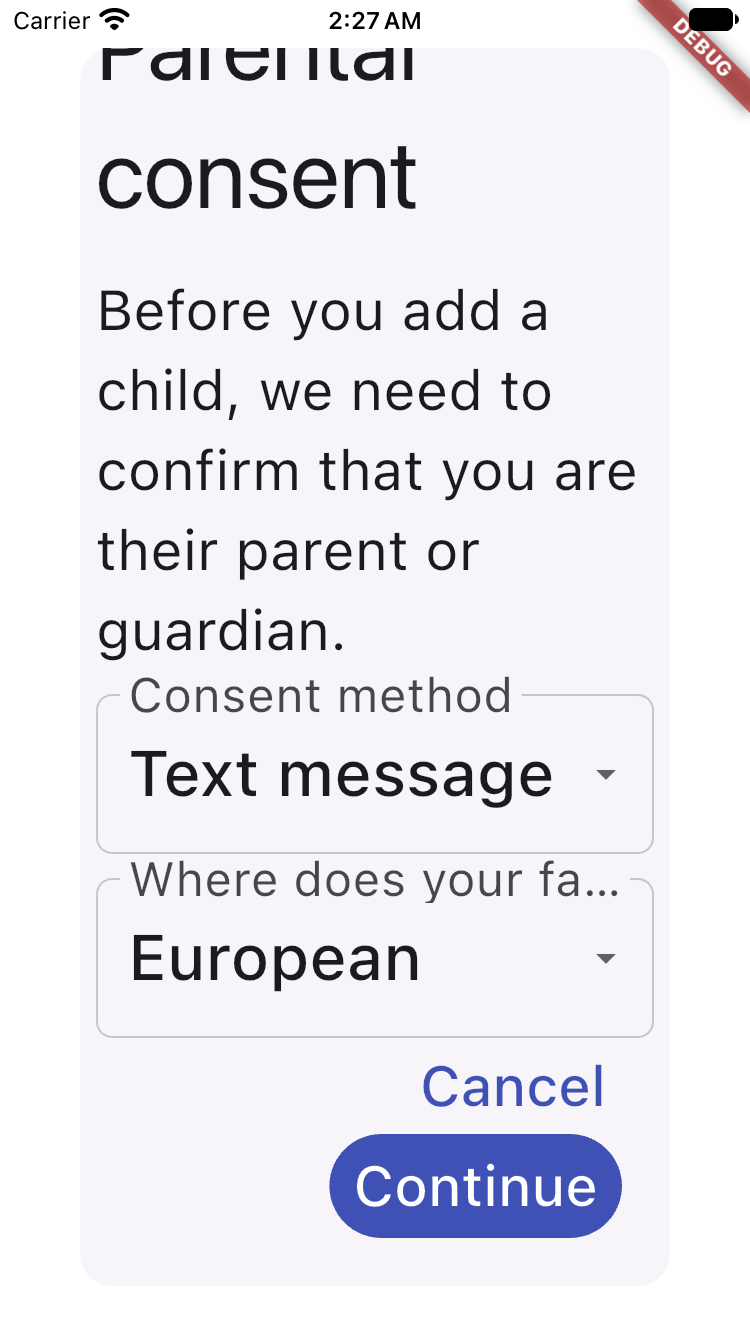 Carrier 2:27 AM
DEBUG
Parental
consent
Before you add a
child, we need to
confirm that you are
their parent or
guardian.
Consent method
Text message
Where does your fa...
European
Cancel
Continue